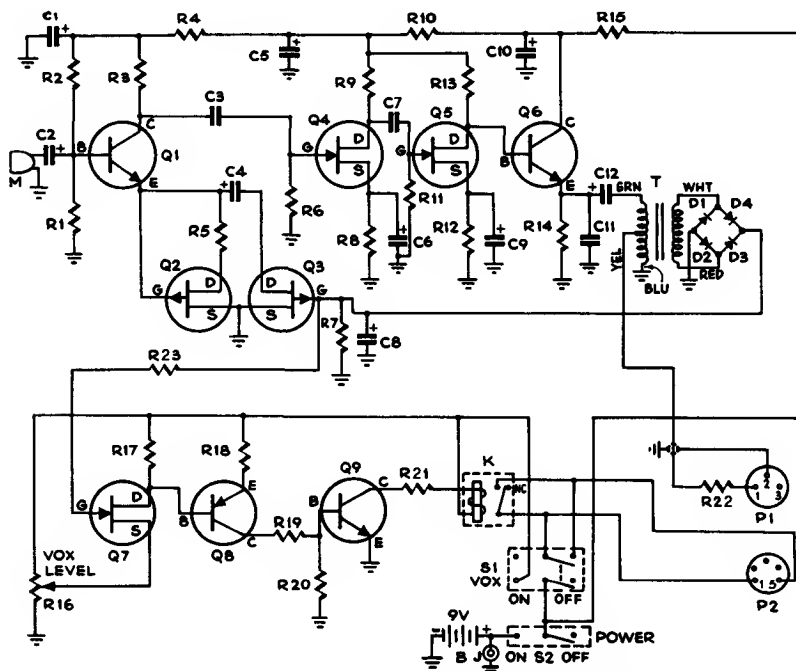 C1 + R4 R10 R15
C5 + C10 +
R2 R3 R9 R13
C3 Q4 C7 Q5 Q6
C2 + B C Q1 G D S G D S B C E
M E C4 R6 R11 C12 + GRN T WHT
R1 R5 R8 C6 R12 C9 R14 C11 D1 D4
YEL D2 D3
Q2 Q3 BLU RED
G D S D S G
R7 + C8
R23
R17 R18 Q9 R21 K
NC
G D S B E C B C E 1 2 3
R22 P1
Q7 Q8 R19
VOX LEVEL S1 VOX
R16 R20 ON OFF 1 5 P2
9V POWER
B + J ON S2 OFF